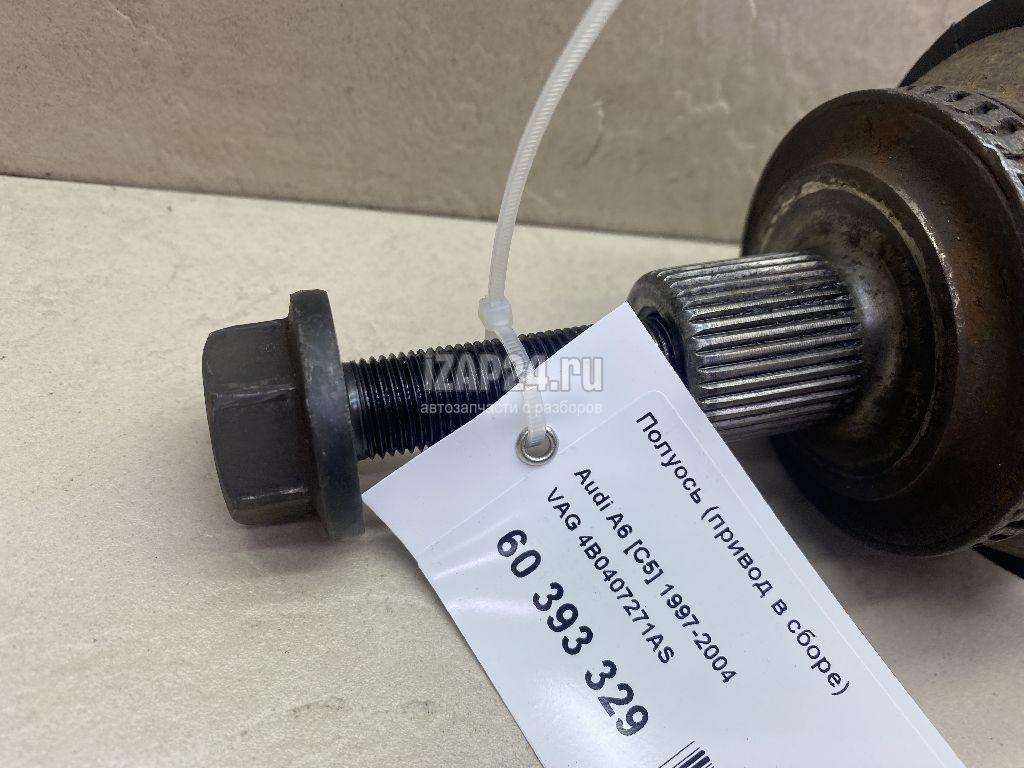 IZAP24.ru
автозапчасти с разборов
Полуось (привод в сборе)
Audi A6 [C5] 1997-2004
VAG 4B0407271AS
60 393 329